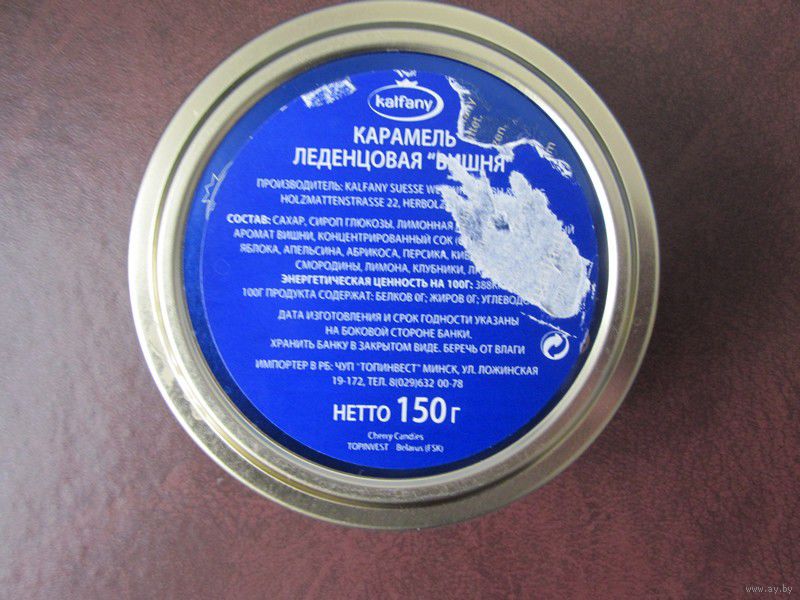 kalfany
КАРАМЕЛЬ
ЛЕДЕНЦОВАЯ "ВИШНЯ
ПРОИЗВОДИТЕЛЬ: KALFANY SUESSE
HOLZMATTENSTRASSE 22,
СОСТАВ: САХАР, СИРОП ГЛЮКОЗЫ, ЛИМОННАЯ
АРОМАТ ВИШНИ, КОНЦЕНТРИРОВАННЫЙ СОК
ЯБЛОКА, АПЕЛЬСИНА, АБРИКОСА, ПЕРСИКА,
СМОРОДИНЫ, ЛИМОНА, КЛУБНИКИ,
ЭНЕРГЕТИЧЕСКАЯ ЦЕННОСТЬ НА 100Г:
100Г ПРОДУКТА СОДЕРЖАТ: БЕЛКОВ 0Г; ЖИРОВ 0Г;
ДАТА ИЗГОТОВЛЕНИЯ И СРОК ГОДНОСТИ УКАЗАНЫ
НА БОКОВОЙ СТОРОНЕ БАНКИ.
ХРАНИТЬ БАНКУ В ЗАКРЫТОМ ВИДЕ. БЕРЕЧЬ ОТ ВЛАГИ
ИМПОРТЕР В РБ: ЧУП "ТОПИНВЕСТ" МИНСК, УЛ. ЛОЖИНСКАЯ
19-172, ТЕЛ. 8(029)632 00-78
НЕТТО 150 г
Cherry Candies
TOPINVEST Belarus (FSK)
www.ay.by